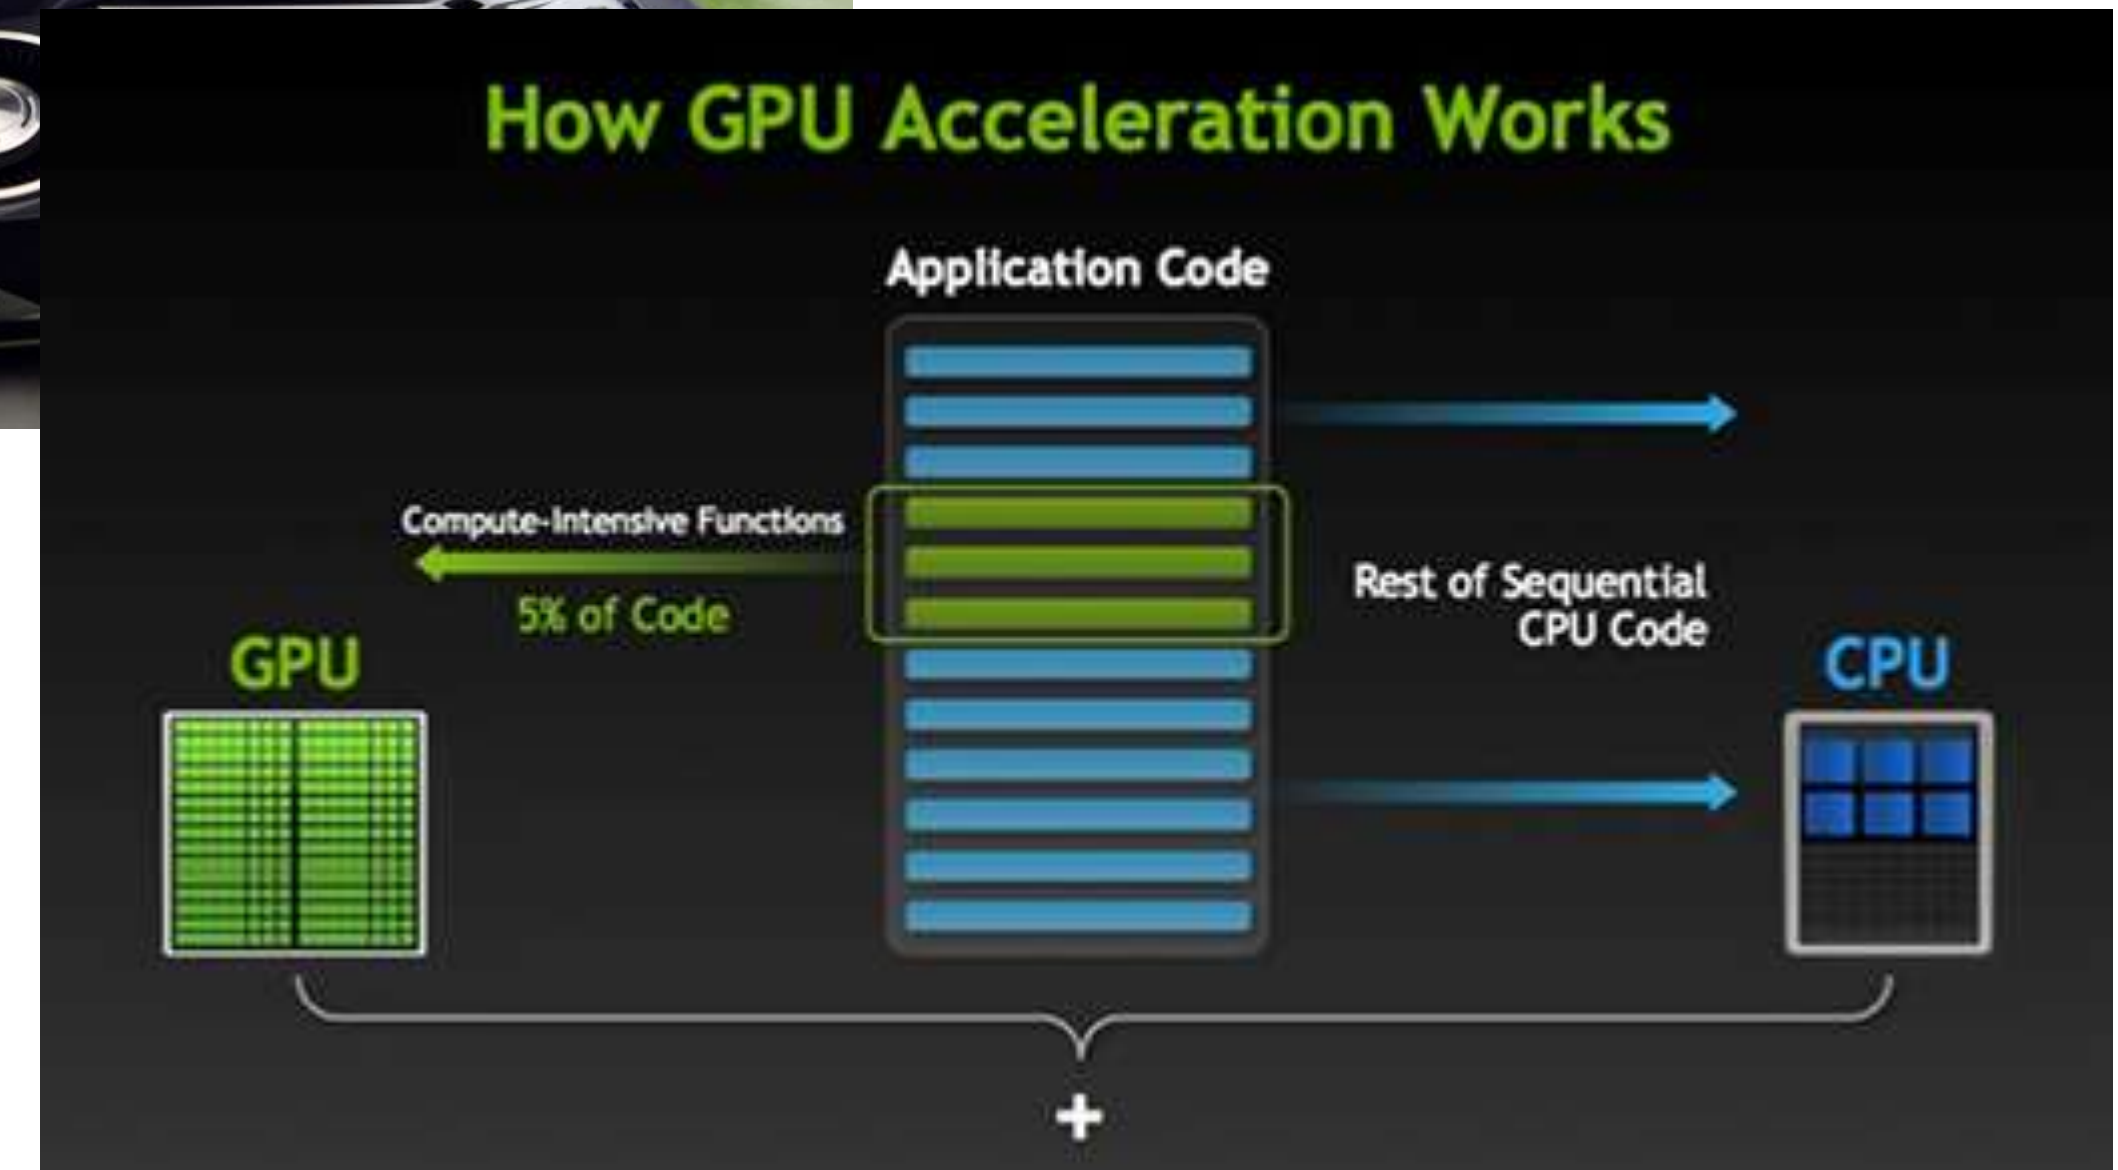 How GPU Acceleration Works
Application Code
Compute-Intensive Functions
5% of Code
Rest of Sequential
CPU Code
GPU
CPU
+